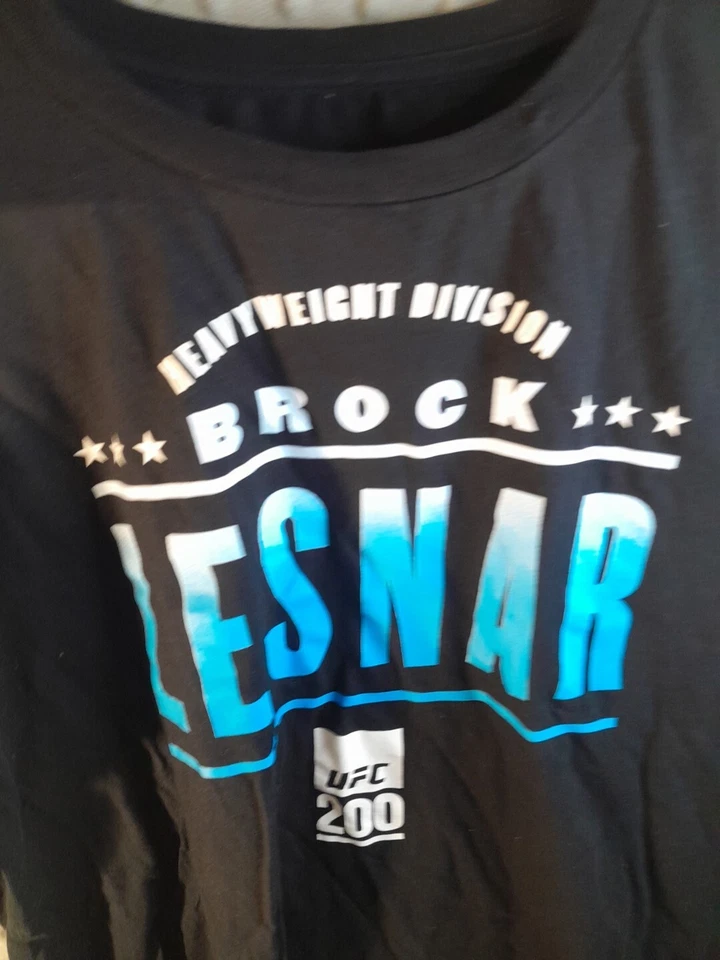 HEAVYWEIGHT DIVISION
BROCK
LESNAR
UFC
200